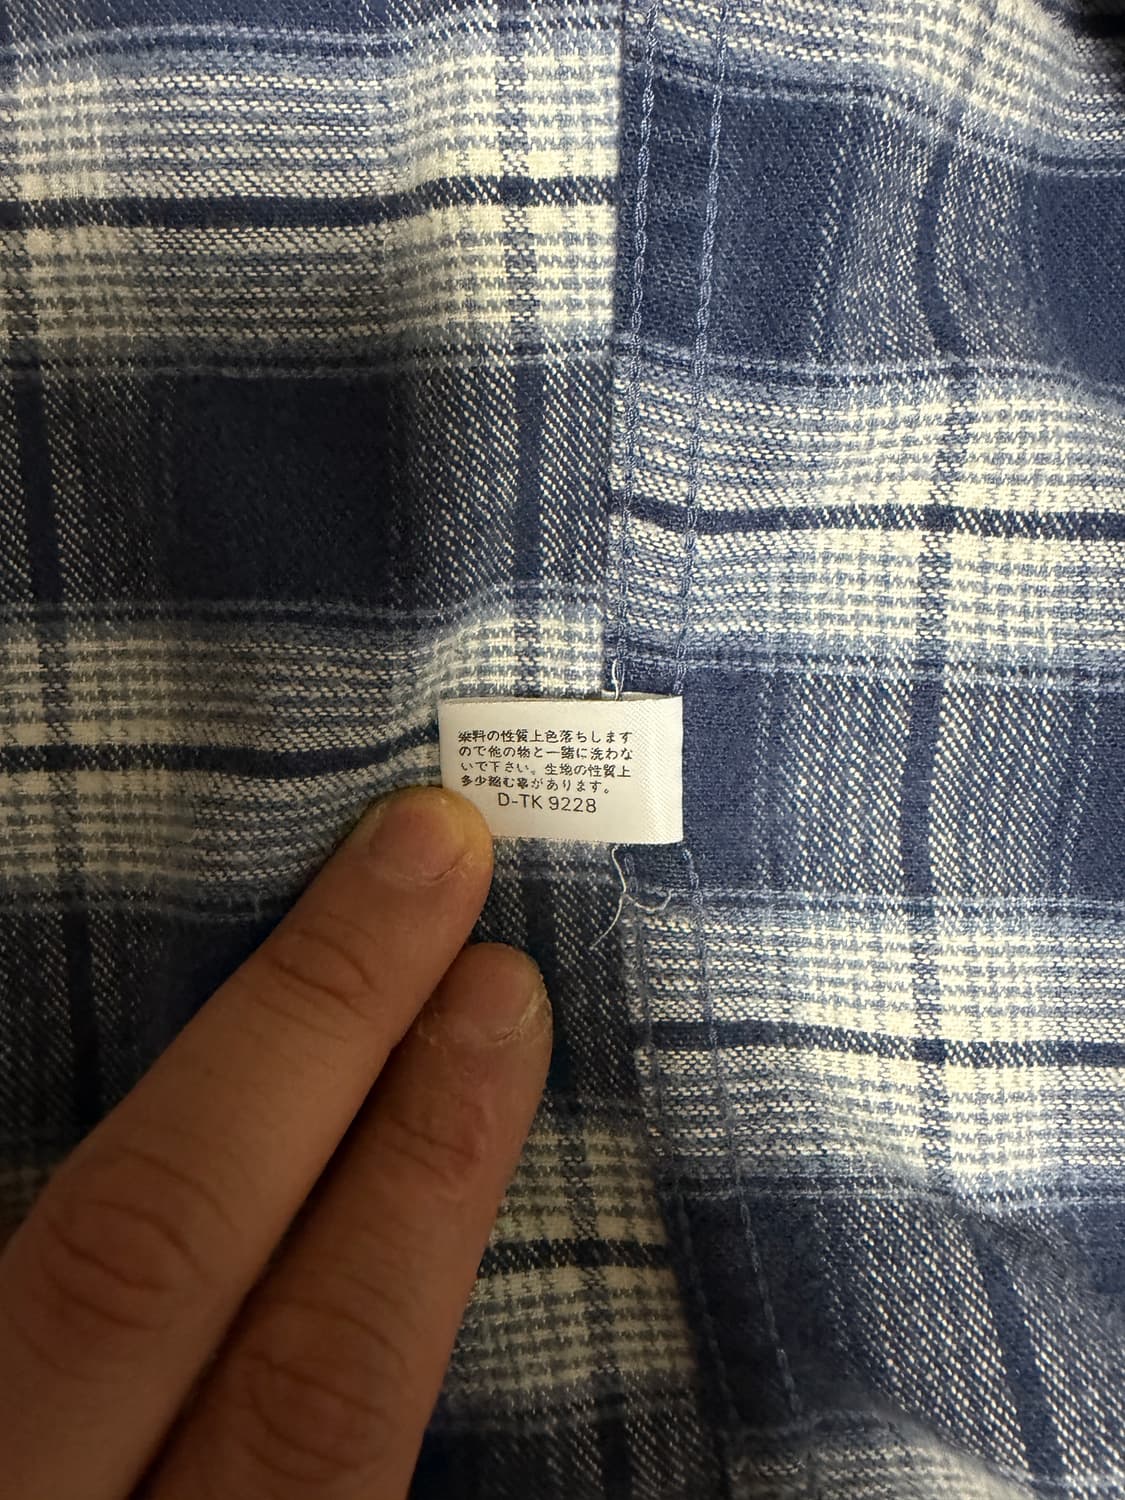 染料の性質上色落ちします
ので他の物と一緒に洗わな
いで下さい。生地の性質上
多少縮む事があります。
D-TK 9228